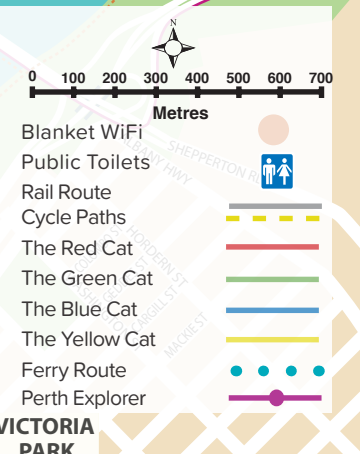 N
0 100 200 300 400 500 600 700
Metres
Blanket WiFi
Public Toilets
Rail Route
Cycle Paths
The Red Cat
The Green Cat
The Blue Cat
The Yellow Cat
Ferry Route
Perth Explorer
ALBANY HWY
HORDERN ST
MACKIE ST
VICTORIA
PARK